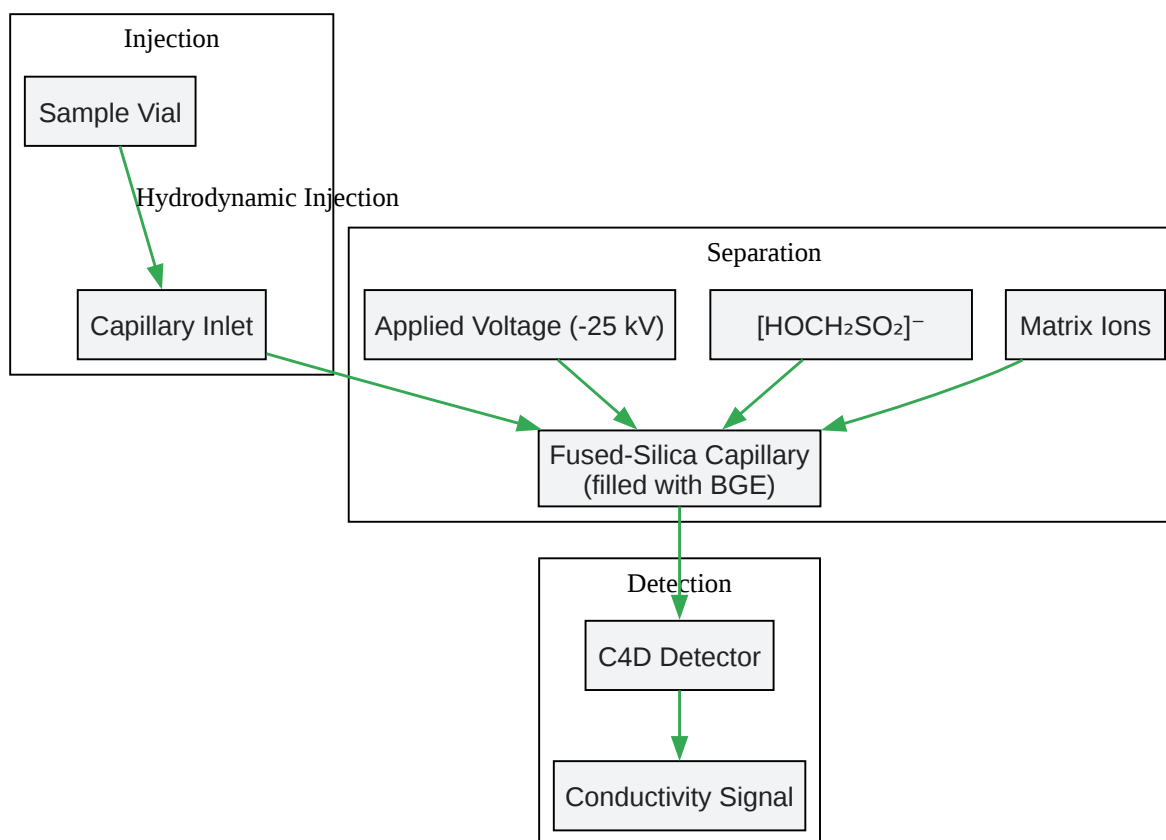 Injection
Sample Vial
Hydrodynamic Injection
Capillary Inlet
Separation
Applied Voltage (-25 kV)
[HOCH₂SO₂]⁻
Matrix Ions
Fused-Silica Capillary
(filled with BGE)
Detection
C4D Detector
Conductivity Signal